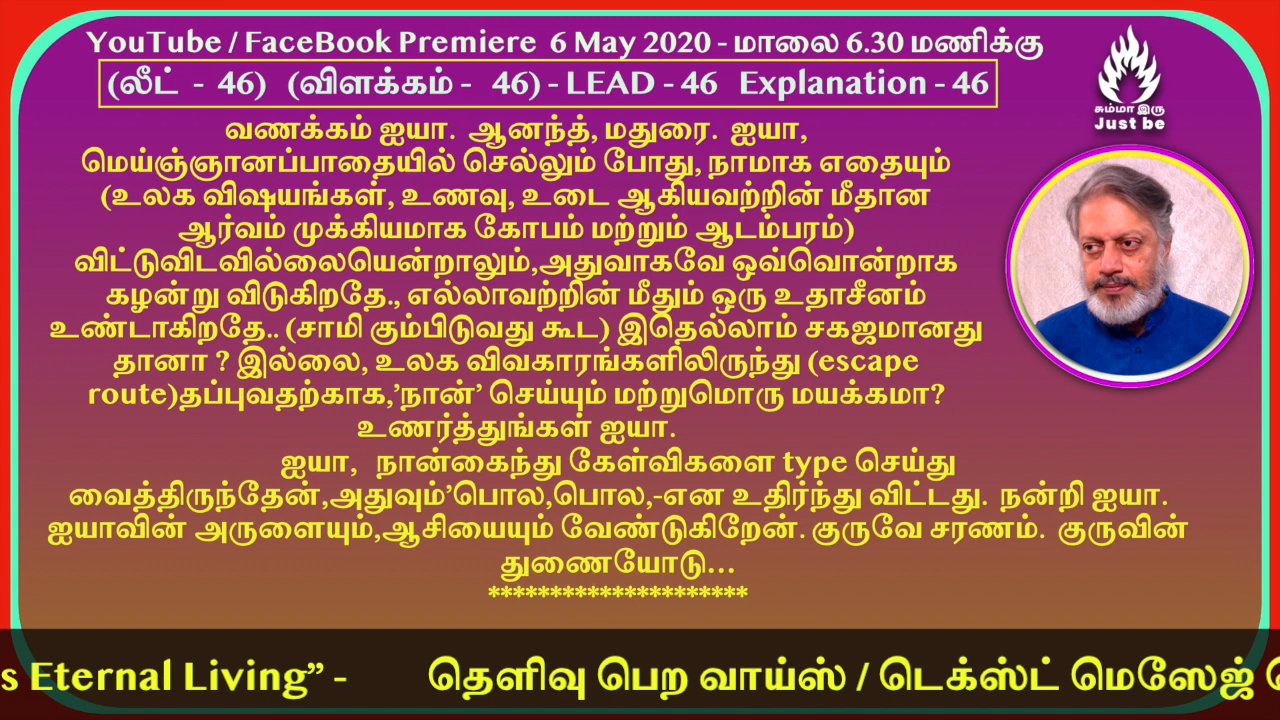 YouTube / FaceBook Premiere 6 May 2020 - மாலை 6.30 மணிக்கு
(லீட் - 46) (விளக்கம் - 46) - LEAD - 46 Explanation - 46
சும்மா இரு
Just be
வணக்கம் ஐயா. ஆனந்த், மதுரை. ஐயா,
மெய்ஞ்ஞானப்பாதையில் செல்லும் போது, நாமாக எதையும்
(உலக விஷயங்கள், உணவு, உடை ஆகியவற்றின் மீதான
ஆர்வம் முக்கியமாக கோபம் மற்றும் ஆடம்பரம்)
விட்டுவிடவில்லையென்றாலும்,அதுவாகவே ஒவ்வொன்றாக
கழன்று விடுகிறதே., எல்லாவற்றின் மீதும் ஒரு உதாசீனம்
உண்டாகிறதே.. (சாமி கும்பிடுவது கூட) இதெல்லாம் சகஜமானது
தானா ? இல்லை, உலக விவகாரங்களிலிருந்து (escape
route)தப்புவதற்காக,’நான்’ செய்யும் மற்றுமொரு மயக்கமா?
உணர்த்துங்கள் ஐயா.
ஐயா, நான்கைந்து கேள்விகளை type செய்து
வைத்திருந்தேன்,அதுவும்’பொல,பொல,-என உதிர்ந்து விட்டது. நன்றி ஐயா.
ஐயாவின் அருளையும்,ஆசியையும் வேண்டுகிறேன். குருவே சரணம். குருவின்
துணையோடு...
*********************
s Eternal Living” - தெளிவு பெற வாய்ஸ் / டெக்ஸ்ட் மெஸேஜ்